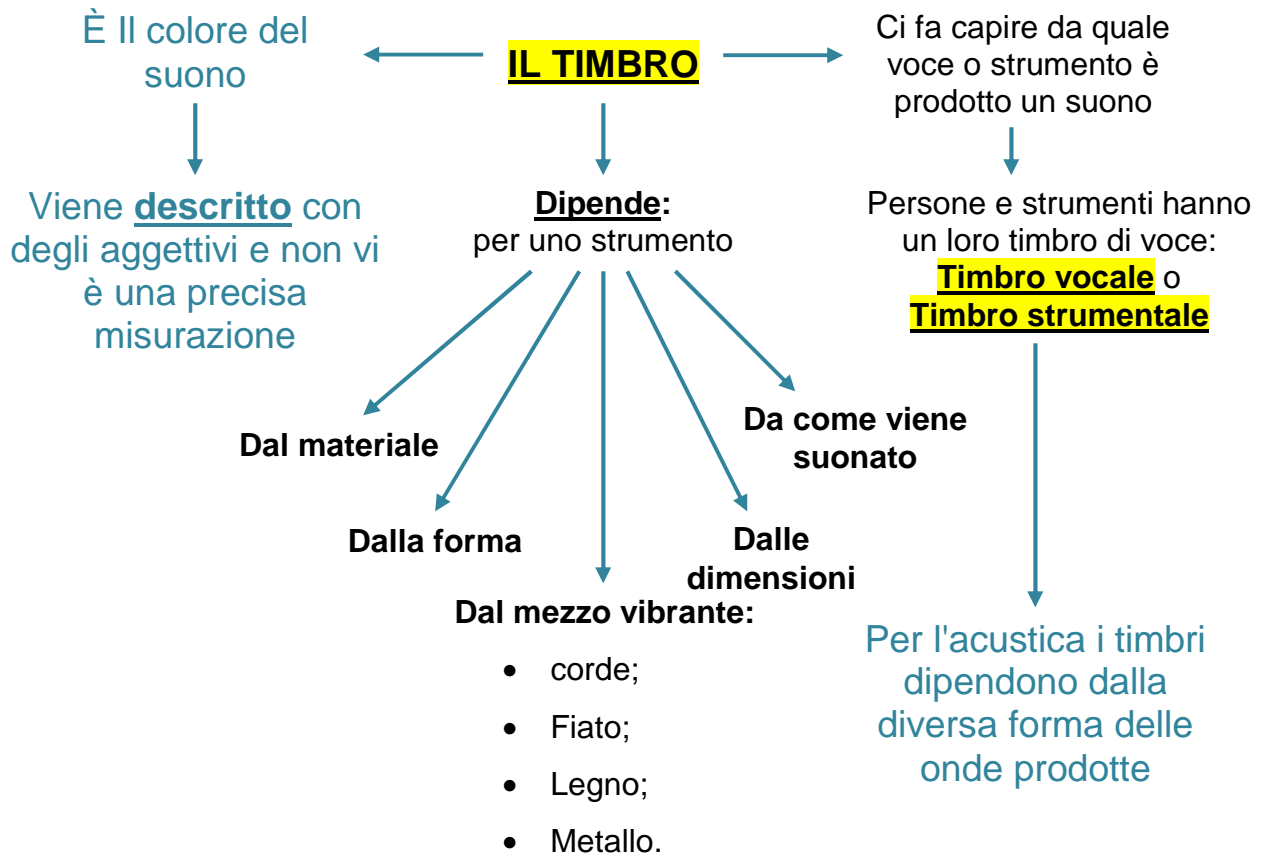 È Il colore del
suono
IL TIMBRO
Ci fa capire da quale
voce o strumento è
prodotto un suono
Viene descritto con
degli aggettivi e non vi
è una precisa
misurazione
Dipende:
per uno strumento
Persone e strumenti hanno
un loro timbro di voce:
Timbro vocale o
Timbro strumentale
Dal materiale
Da come viene
suonato
Dalla forma
Dalle
dimensioni
Dal mezzo vibrante:
• corde;
• Fiato;
• Legno;
• Metallo.
Per l'acustica i timbri
dipendono dalla
diversa forma delle
onde prodotte